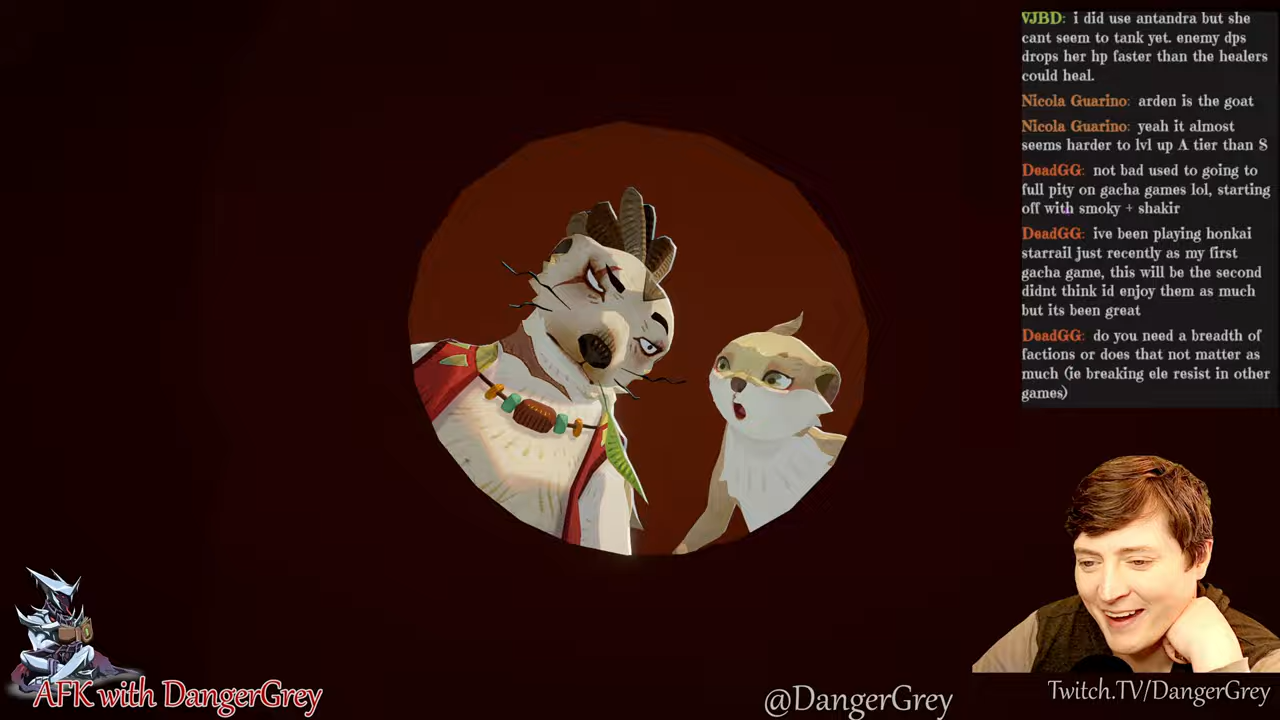 VJBD: i did use antandra but she
cant seem to tank yet. enemy dps
drops her hp faster than the healers
could heal.
Nicola Guarino: arden is the goat
Nicola Guarino: yeah it almost
seems harder to lvl up A tier than S
DeadGG: not bad used to going to
full pity on gacha games lol, starting
off with smoky + shakir
DeadGG: ive been playing honkai
starrail just recently as my first
gacha game, this will be the second
didnt think id enjoy them as much
but its been great
DeadGG: do you need a breadth of
factions or does that not matter as
much (ie breaking ele resist in other
games)
AFK with DangerGrey
@DangerGrey
Twitch.TV/DangerGrey